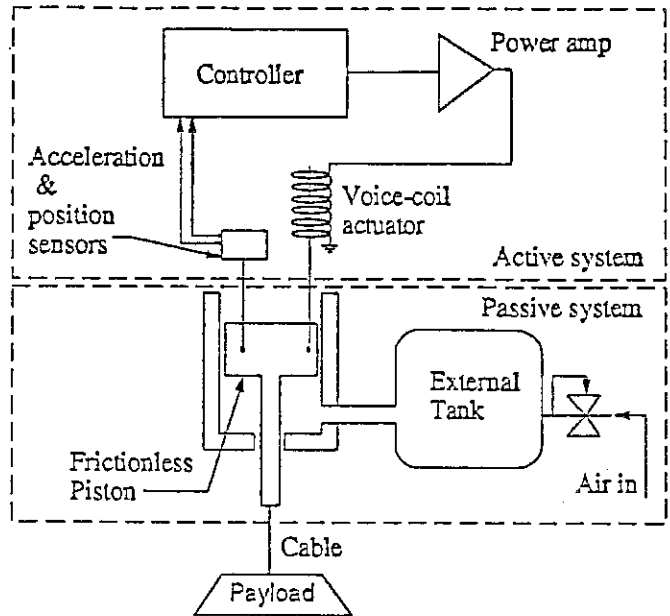 Power amp
Controller
Acceleration
&
position
sensors
Voice-coil
actuator
Active system
Passive system
External
Tank
Frictionless
Piston
Air in
Cable
Payload